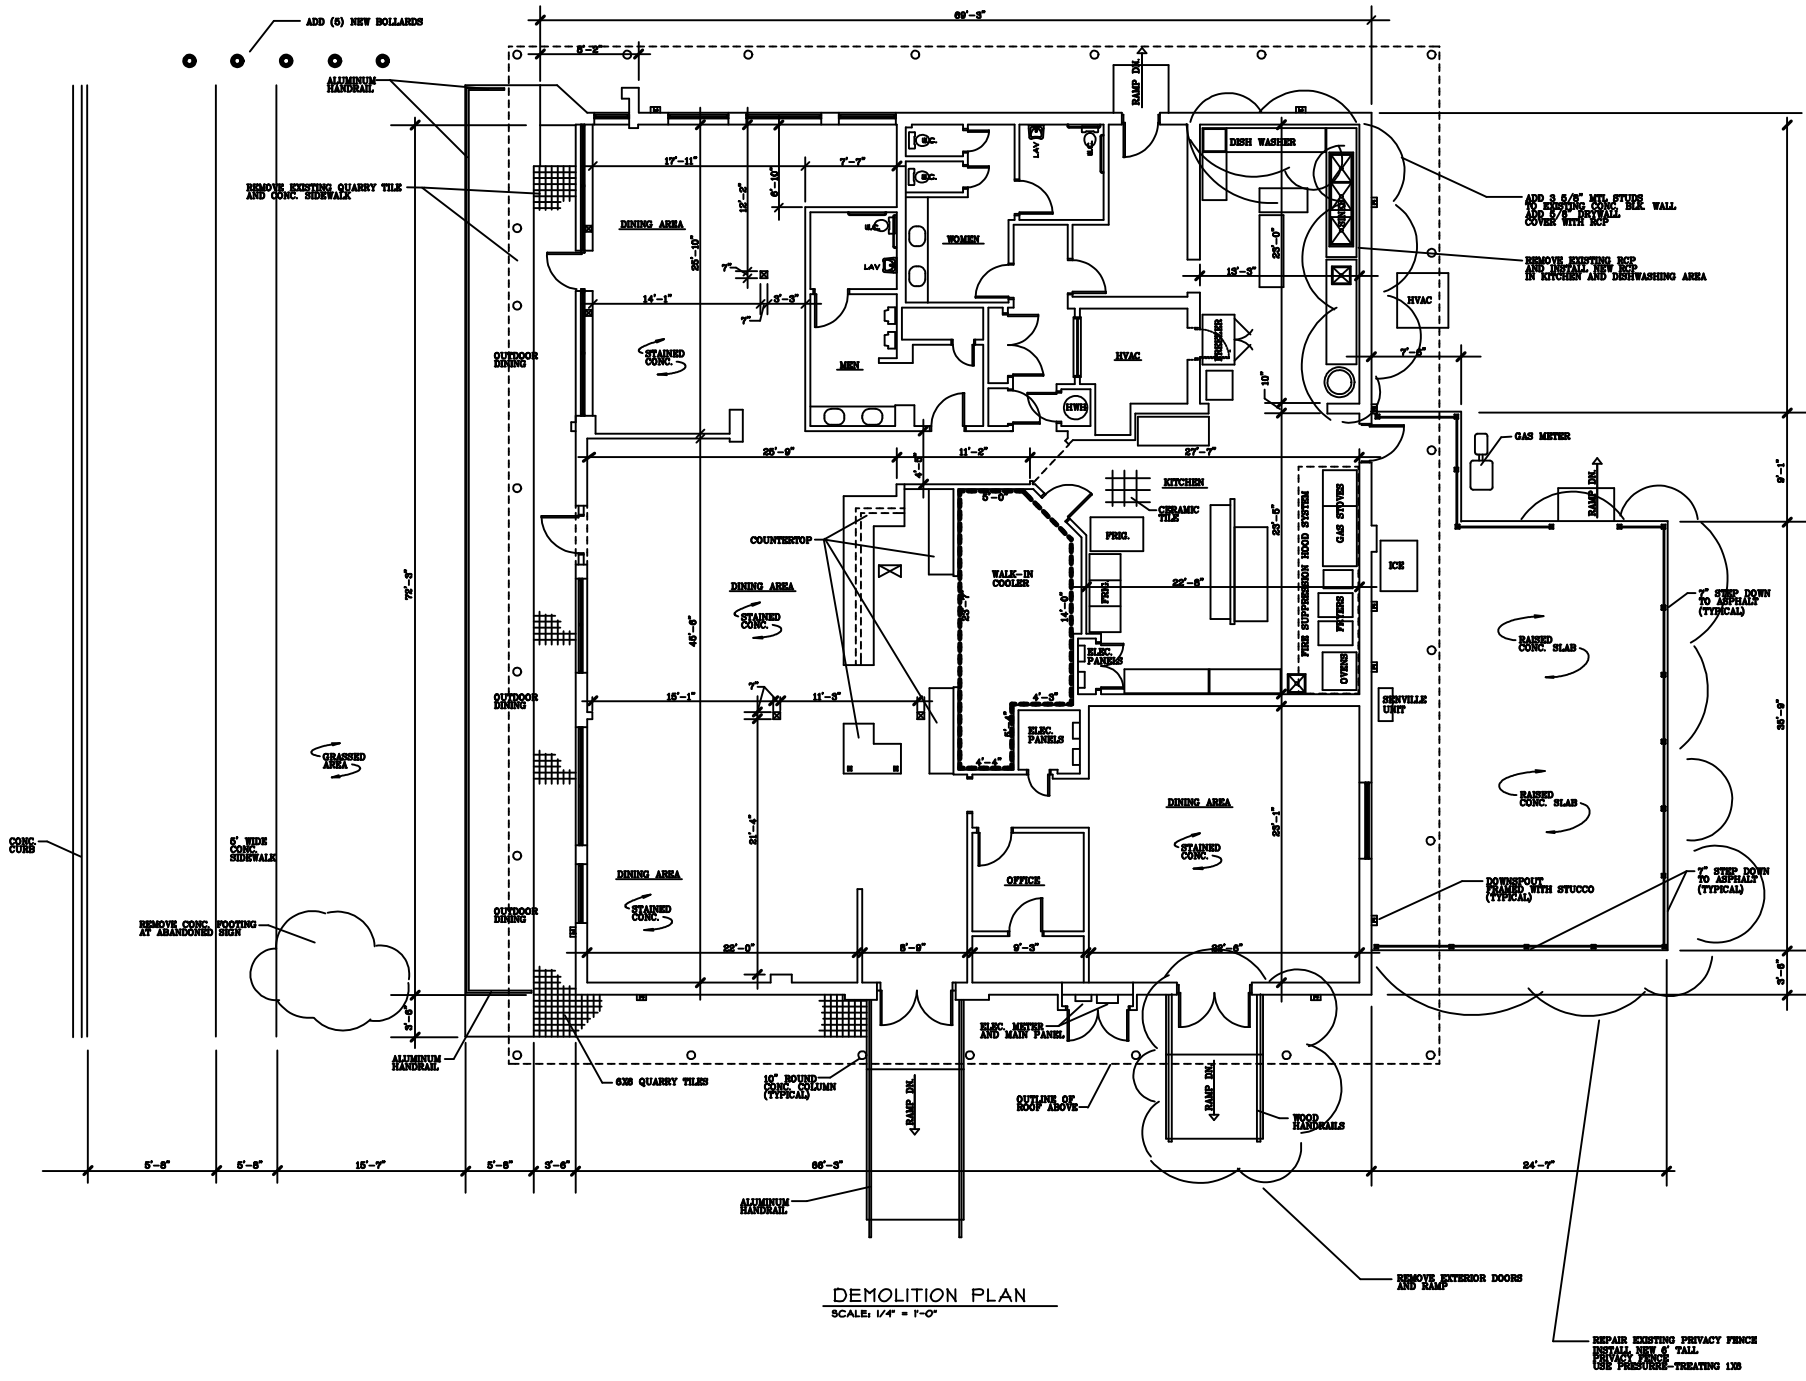 ADD (5) NEW BOLLARDS
69'-3"
ALUMINUM
HANDRAIL
RAMP DN.
17'-11"
7'-7"
12'-2"
W.C.
LAV
W.C.
DISH WASHER
REMOVE EXISTING QUARRY TILE
AND CONC. SIDEWALK
W.C.
ADD 3 5/8" MTL STUDS
TO EXISTING CONC. BLK. WALL
ADD 5/8" DRYWALL
COVER WITH RCP
DINING AREA
25'-10"
W.C.
LAV
WOMEN
23'-0"
REMOVE EXISTING RCP
AND INSTALL NEW RCP
IN KITCHEN AND DISHWASHING AREA
7"
13'-3"
14'-1"
3'-3"
7"
HVAC
OUTDOOR
DINING
STAINED
CONC.
MEN
HVAC
FREEZER
10"
HWH
GAS METER
25'-9"
11'-2"
27'-7"
9'-1"
KITCHEN
RAMP DN.
5'-0"
CERAMIC
TILE
23'-5"
GAS STOVES
FIRE SUPPRESSION HOOD SYSTEM
FRIG.
COUNTERTOP
WALK-IN
COOLER
ICE
72'-3"
DINING AREA
STAINED
CONC.
23'-7"
14'-0"
FRIG.
22'-6"
FRYERS
7" STEP DOWN
TO ASPHALT
(TYPICAL)
45'-6"
RAISED
CONC. SLAB
ELEC.
PANELS
OVENS
OUTDOOR
DINING
15'-1"
7"
11'-3"
4'-3"
SENVILLE
UNIT
35'-9"
ELEC.
PANELS
GRASSED
AREA
4'-4"
RAISED
CONC. SLAB
DINING AREA
21'-4"
23'-1"
CONC.
CURB
5' WIDE
CONC.
SIDEWALK
STAINED
CONC.
DINING AREA
OFFICE
DOWNSPOUT
FRAMED WITH STUCCO
(TYPICAL)
7" STEP DOWN
TO ASPHALT
(TYPICAL)
OUTDOOR
DINING
STAINED
CONC.
REMOVE CONC. FOOTING
AT ABANDONED SIGN
22'-0"
5'-9"
9'-3"
22'-6"
3'-6"
3'-6"
ELEC. METER
AND MAIN PANEL
ALUMINUM
HANDRAIL
6X6 QUARRY TILES
10" ROUND
CONC. COLUMN
(TYPICAL)
RAMP DN.
OUTLINE OF
ROOF ABOVE
RAMP DN.
WOOD
HANDRAILS
5'-8"
5'-8"
15'-7"
5'-8"
3'-6"
66'-3"
24'-7"
ALUMINUM
HANDRAIL
REMOVE EXTERIOR DOORS
AND RAMP
DEMOLITION PLAN
SCALE: 1/4" = 1'-0"
REPAIR EXISTING PRIVACY FENCE
INSTALL NEW 6' TALL
PRIVACY FENCE
USE PRESURRE-TREATING 1X6